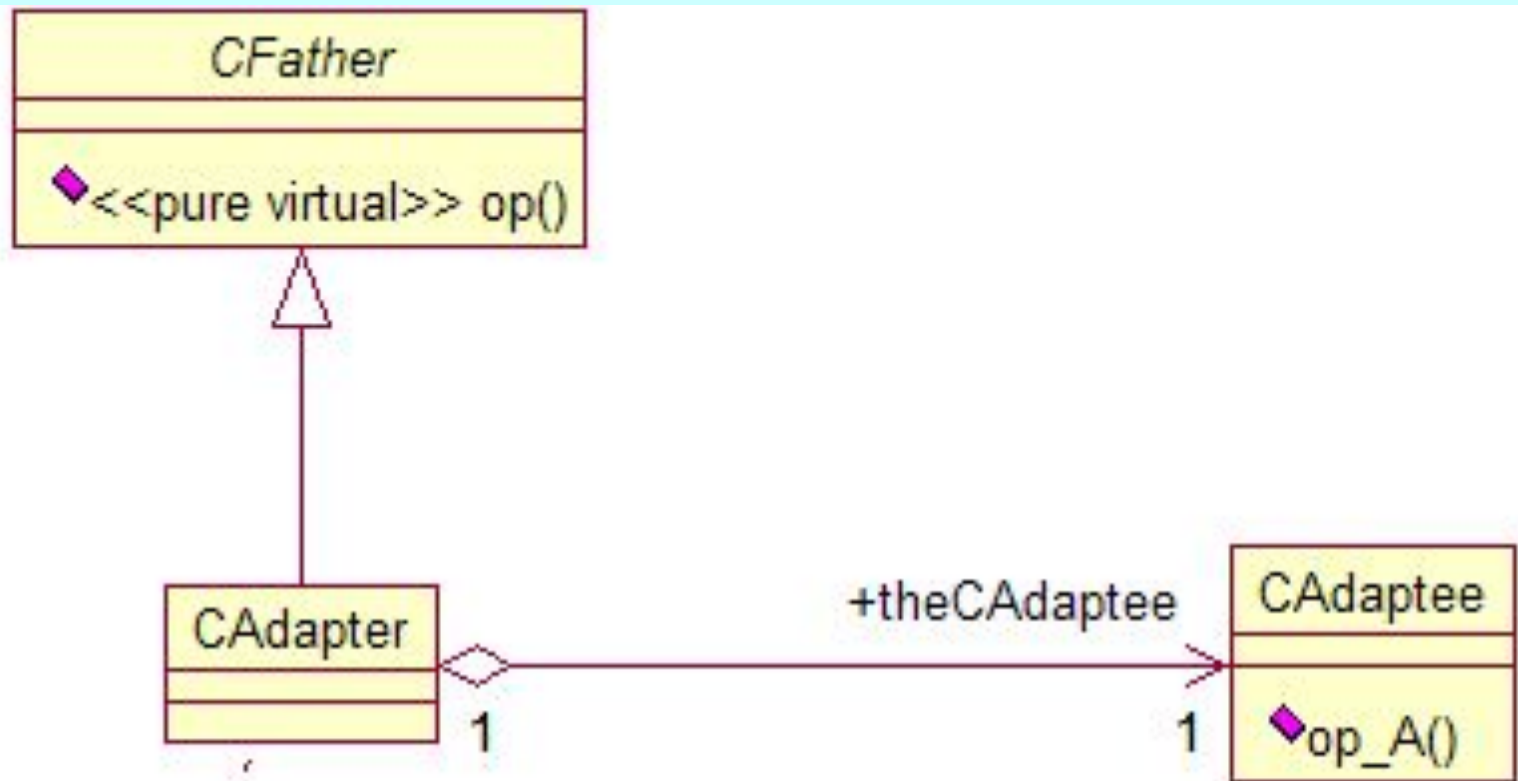 CFather
<<pure virtual>> op()
CAdapter
+theCAdaptee
CAdaptee
1
1
op_A()